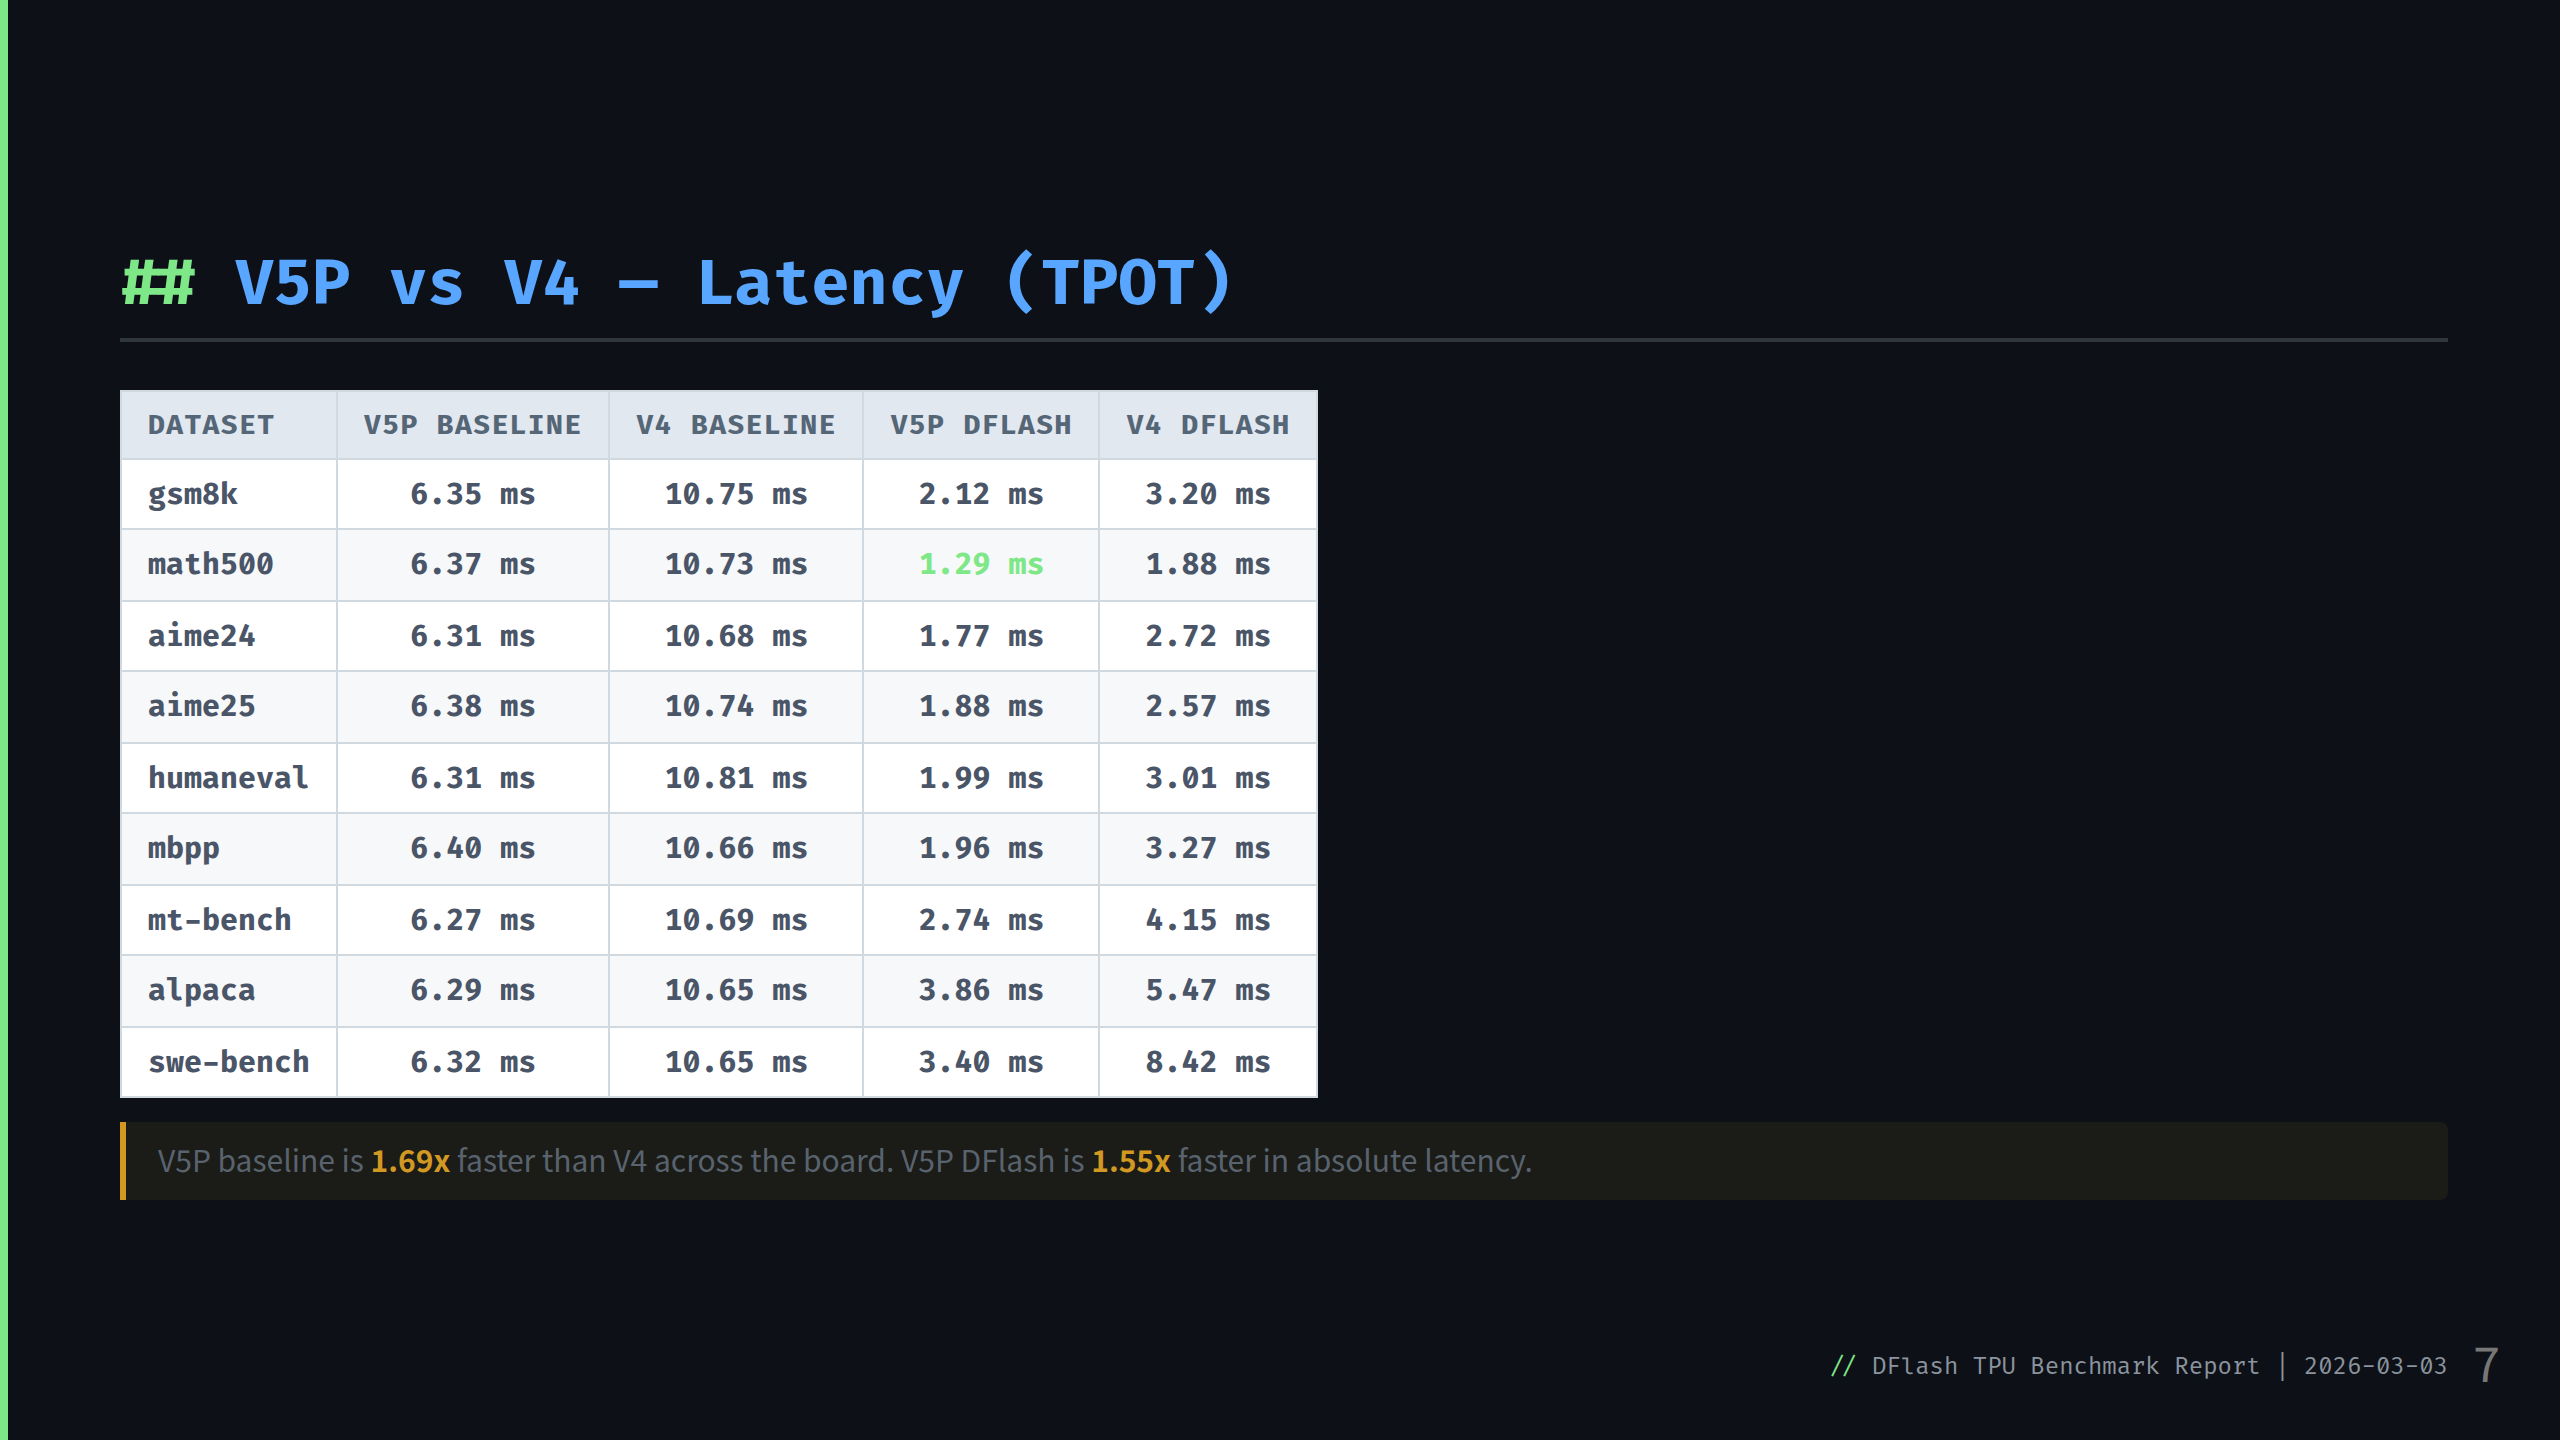 ## V5P vs V4 — Latency (TPOT)
DATASET V5P BASELINE V4 BASELINE V5P DFLASH V4 DFLASH
gsm8k 6.35 ms 10.75 ms 2.12 ms 3.20 ms
math500 6.37 ms 10.73 ms 1.29 ms 1.88 ms
aime24 6.31 ms 10.68 ms 1.77 ms 2.72 ms
aime25 6.38 ms 10.74 ms 1.88 ms 2.57 ms
humaneval 6.31 ms 10.81 ms 1.99 ms 3.01 ms
mbpp 6.40 ms 10.66 ms 1.96 ms 3.27 ms
mt-bench 6.27 ms 10.69 ms 2.74 ms 4.15 ms
alpaca 6.29 ms 10.65 ms 3.86 ms 5.47 ms
swe-bench 6.32 ms 10.65 ms 3.40 ms 8.42 ms
V5P baseline is 1.69x faster than V4 across the board. V5P DFlash is 1.55x faster in absolute latency.
// DFlash TPU Benchmark Report | 2026-03-03 7